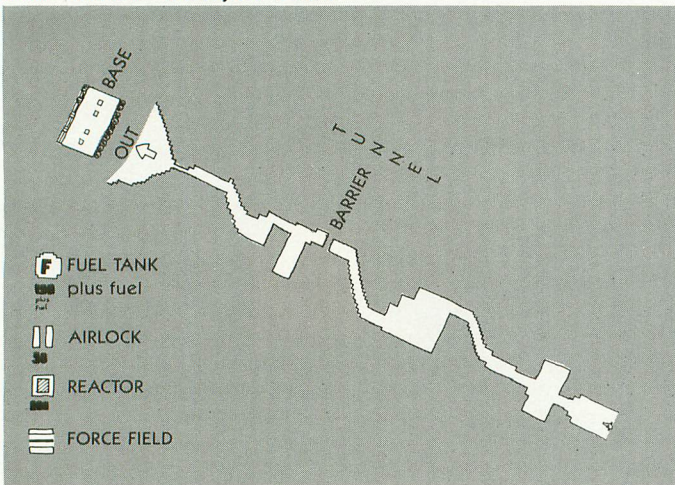 BASE
OUT
TUNNEL
BARRIER
F FUEL TANK
plus fuel
AIRLOCK
REACTOR
FORCE FIELD